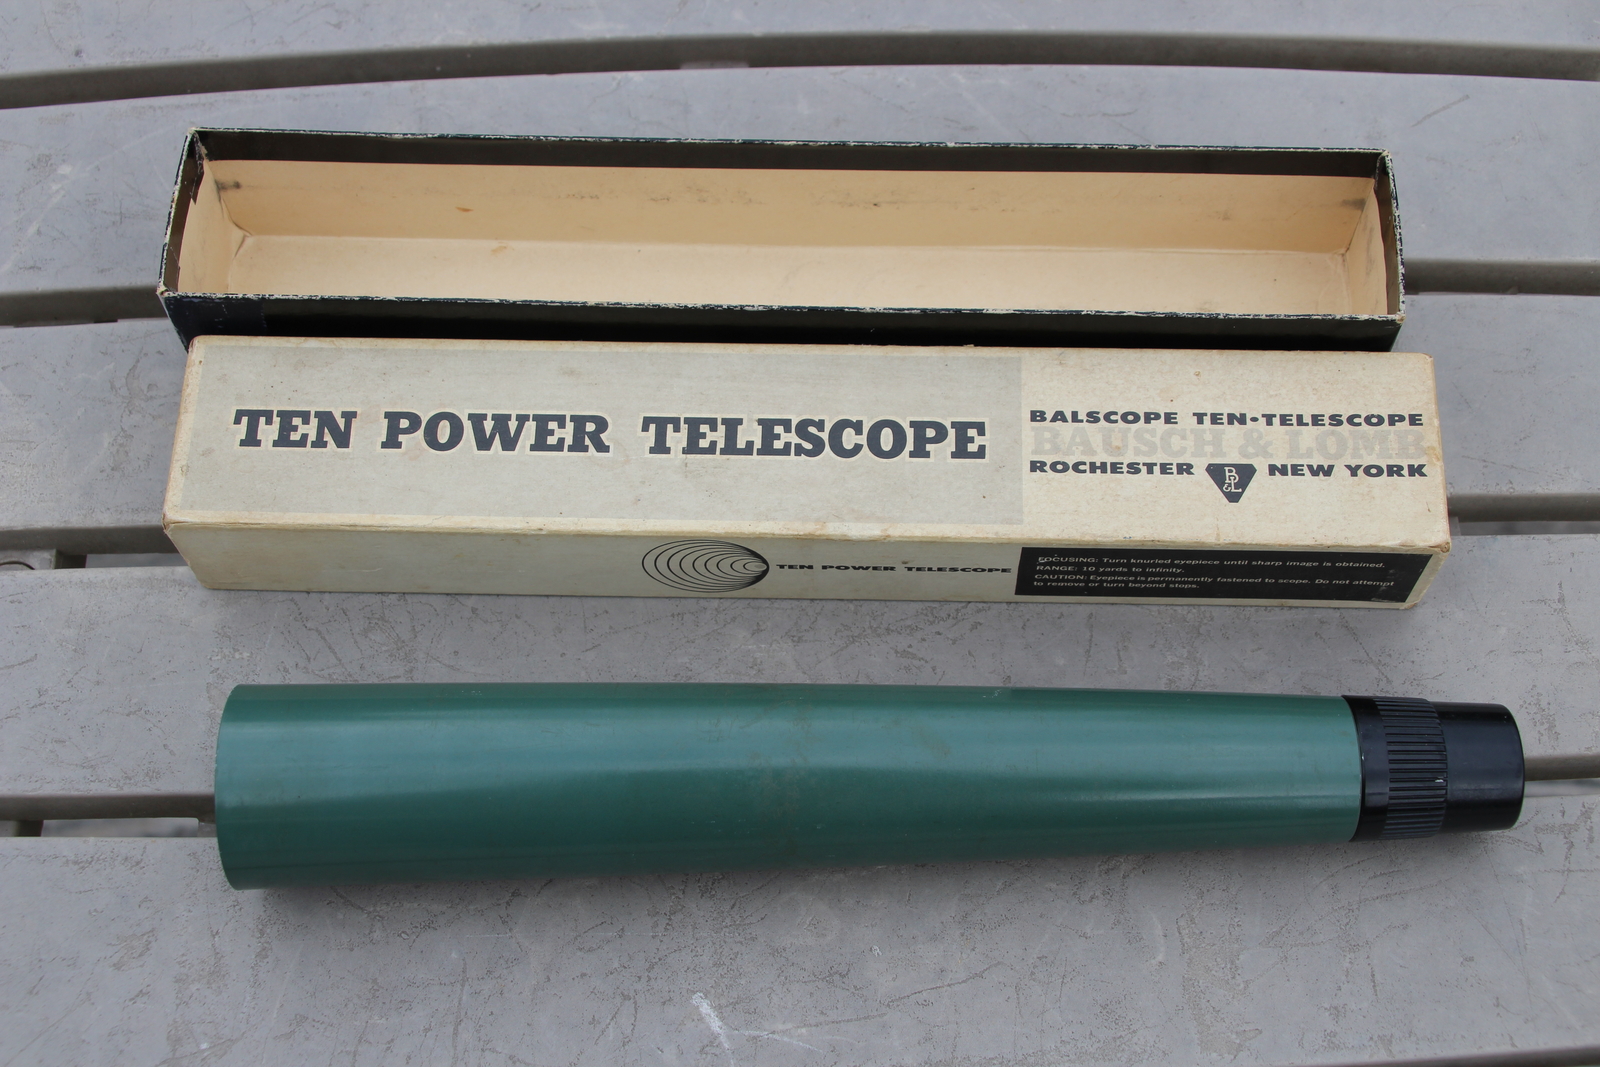 TEN POWER TELESCOPE
BALSCOPE TEN•TELESCOPE
BAUSCH & LOMB
ROCHESTER B&L NEW YORK
TEN POWER TELESCOPE
FOCUSING: Turn knurled eyepiece until sharp image is obtained.
RANGE: 10 yards to infinity.
CAUTION: Eyepiece is permanently fastened to scope. Do not attempt
to remove or turn beyond stops.